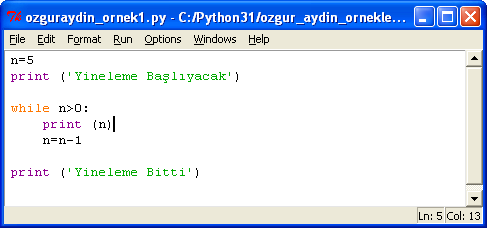 ozguraydin_ornek1.py - C:/Python31/ozgur_aydin_ornekle...
File Edit Format Run Options Windows Help
n=5
print ('Yineleme Başlıyacak')
while n>0:
    print (n)
    n=n-1
print ('Yineleme Bitti')
Ln: 5 Col: 13